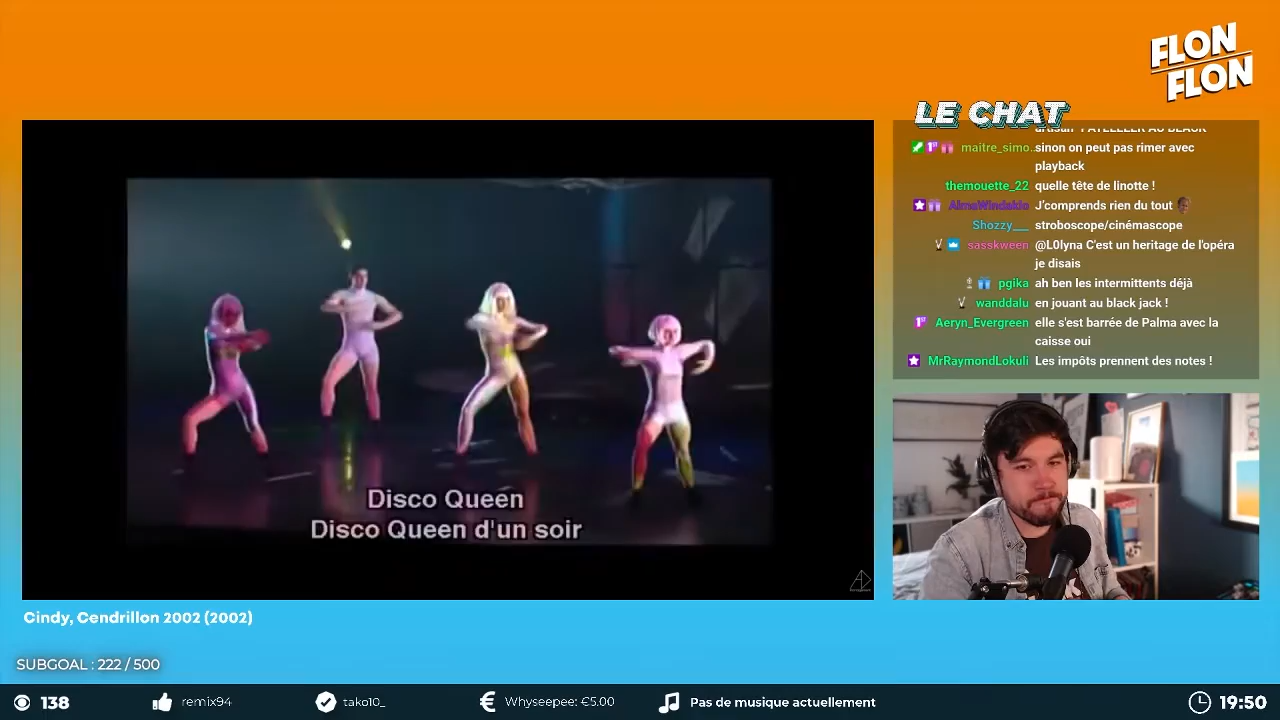 FLON
FLON
LE CHAT
maitre_simo.. sinon on peut pas rimer avec
playback
themouette_22 quelle tête de linotte !
AlmaWindaklo J'comprends rien du tout
Shozzy___ stroboscope/cinémascope
sasskween @L0lyna C'est un heritage de l'opéra
je disais
pgika ah ben les intermittents déjà
wanddalu en jouant au black jack !
Aeryn_Evergreen elle s'est barrée de Palma avec la
caisse oui
MrRaymondLokuli Les impôts prennent des notes !
Disco Queen
Disco Queen d'un soir
Cindy, Cendrillon 2002 (2002)
SUBGOAL : 222 / 500
138
remix94
tako10_
Whyseepee: €5.00
Pas de musique actuellement
19:50